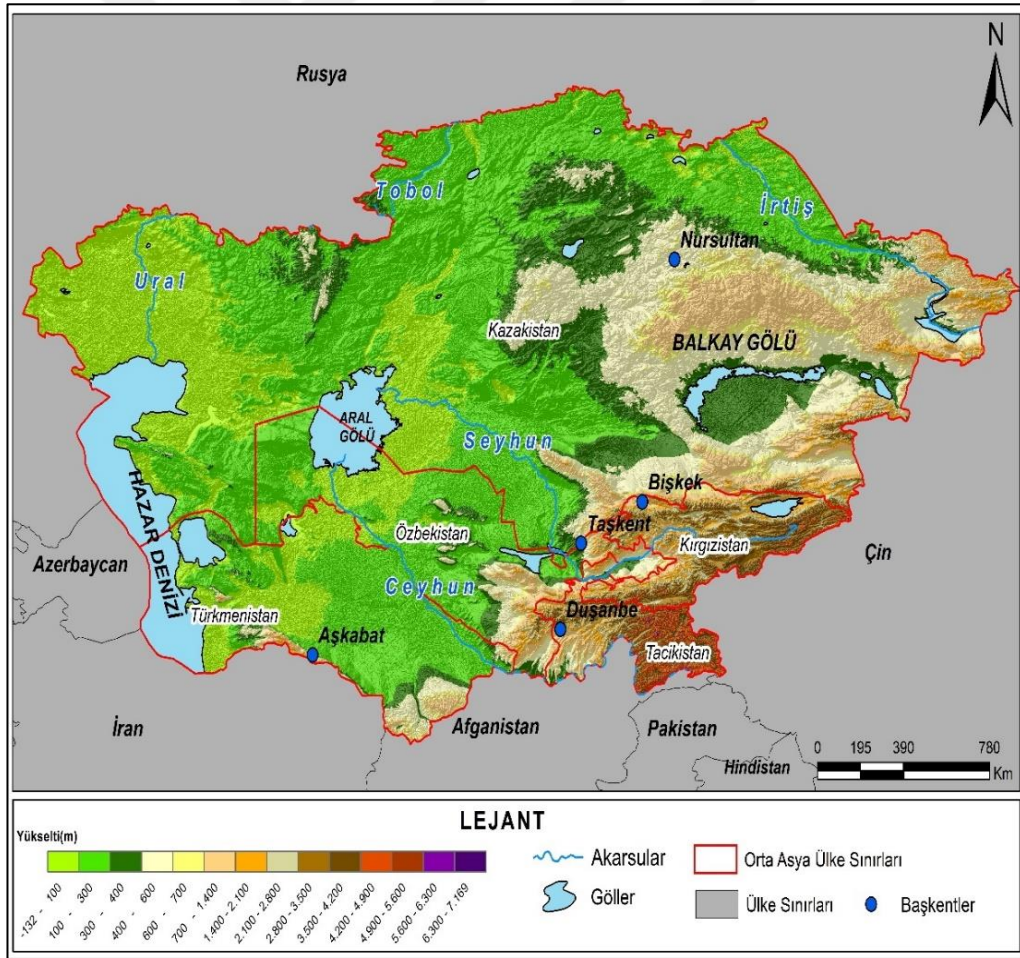 N
Rusya
Tobol
İrtiş
Nursultan
Ural
Kazakistan
BALKAY GÖLÜ
ARAL
GÖLÜ
Seyhun
Bişkek
HAZAR DENİZİ
Taşkent
Özbekistan
Kırgızistan
Çin
Azerbaycan
Ceyhun
Türkmenistan
Duşanbe
Aşkabat
Tacikistan
İran
Afganistan
Pakistan
Hindistan
0 195 390 780
Km
LEJANT
Yükselti(m)
-132 - 100
100 - 300
300 - 400
400 - 600
600 - 700
700 - 1.400
1.400 - 2.100
2.100 - 2.800
2.800 - 3.500
3.500 - 4.200
4.200 - 4.900
4.900 - 5.600
5.600 - 6.300
6.300 - 7.169
Akarsular
Orta Asya Ülke Sınırları
Göller
Ülke Sınırları
Başkentler